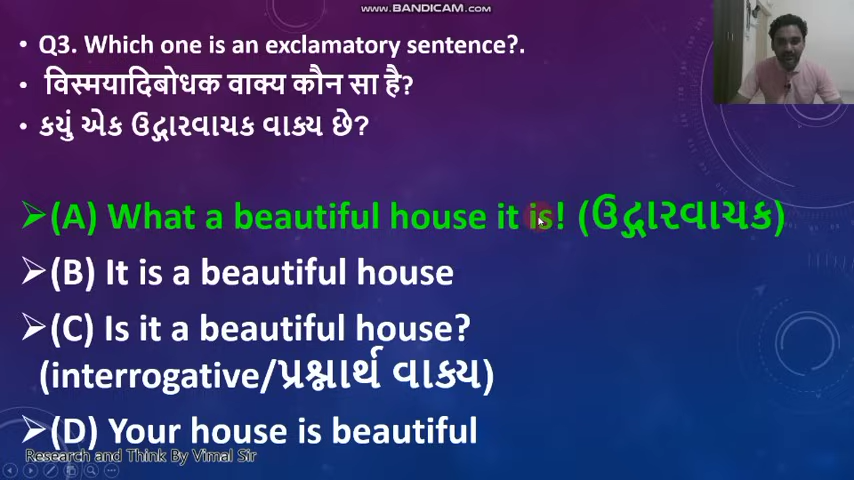 www.BANDICAM.com
• Q3. Which one is an exclamatory sentence?.
• विस्मयादिबोधक वाक्य कौन सा है?
• કયું એક ઉદ્ગારવાચક વાક્ય છે?
➢(A) What a beautiful house it is! (ઉદ્ગારવાચક)
➢(B) It is a beautiful house
➢(C) Is it a beautiful house?
(interrogative/પ્રશ્નાર્થ વાક્ય)
➢(D) Your house is beautiful
Research and Think By Vimal Sir